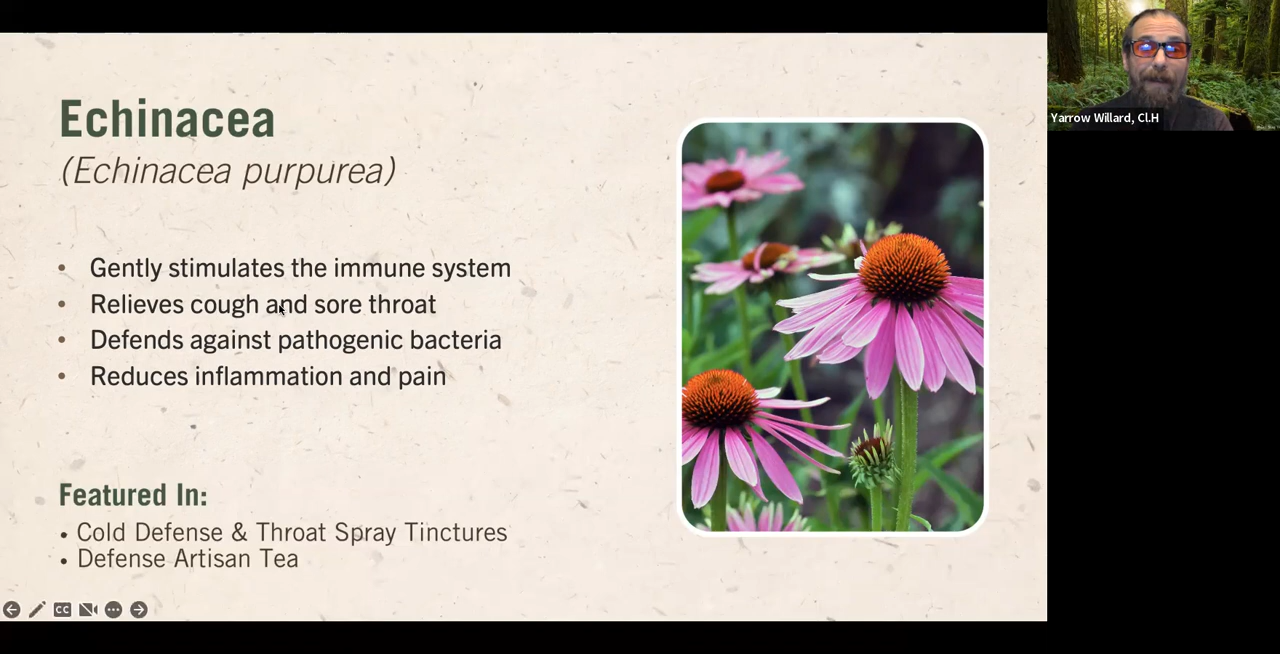 Echinacea
(Echinacea purpurea)
• Gently stimulates the immune system
• Relieves cough and sore throat
• Defends against pathogenic bacteria
• Reduces inflammation and pain
Featured In:
• Cold Defense & Throat Spray Tinctures
• Defense Artisan Tea
CC
Yarrow Willard, Cl.H